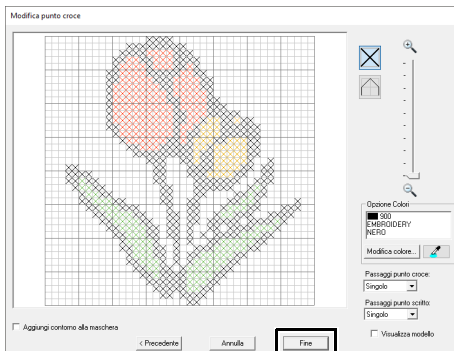 Modifica punto croce
Opzione Colori
900
EMBROIDERY
NERO
Modifica colore...
Passaggi punto croce:
Singolo
Passaggi punto scritto:
Singolo
Visualizza modello
Aggiungi contorno alla maschera
< Precedente
Annulla
Fine